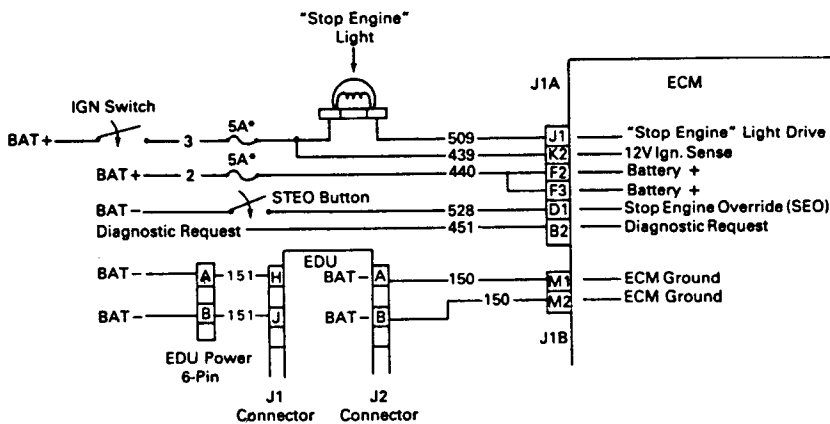 "Stop Engine"
Light
J1A
ECM
IGN Switch
BAT+
3
5A*
509
J1
"Stop Engine" Light Drive
439
K2
12V Ign. Sense
BAT+
2
5A*
440
F2
Battery +
F3
Battery +
BAT-
STEO Button
528
D1
Stop Engine Override (SEO)
Diagnostic Request
451
B2
Diagnostic Request
EDU
BAT-
A
151
H
BAT-
A
150
M1
ECM Ground
150
M2
ECM Ground
BAT-
B
151
J
BAT-
B
J1B
EDU Power
6-Pin
J1
Connector
J2
Connector